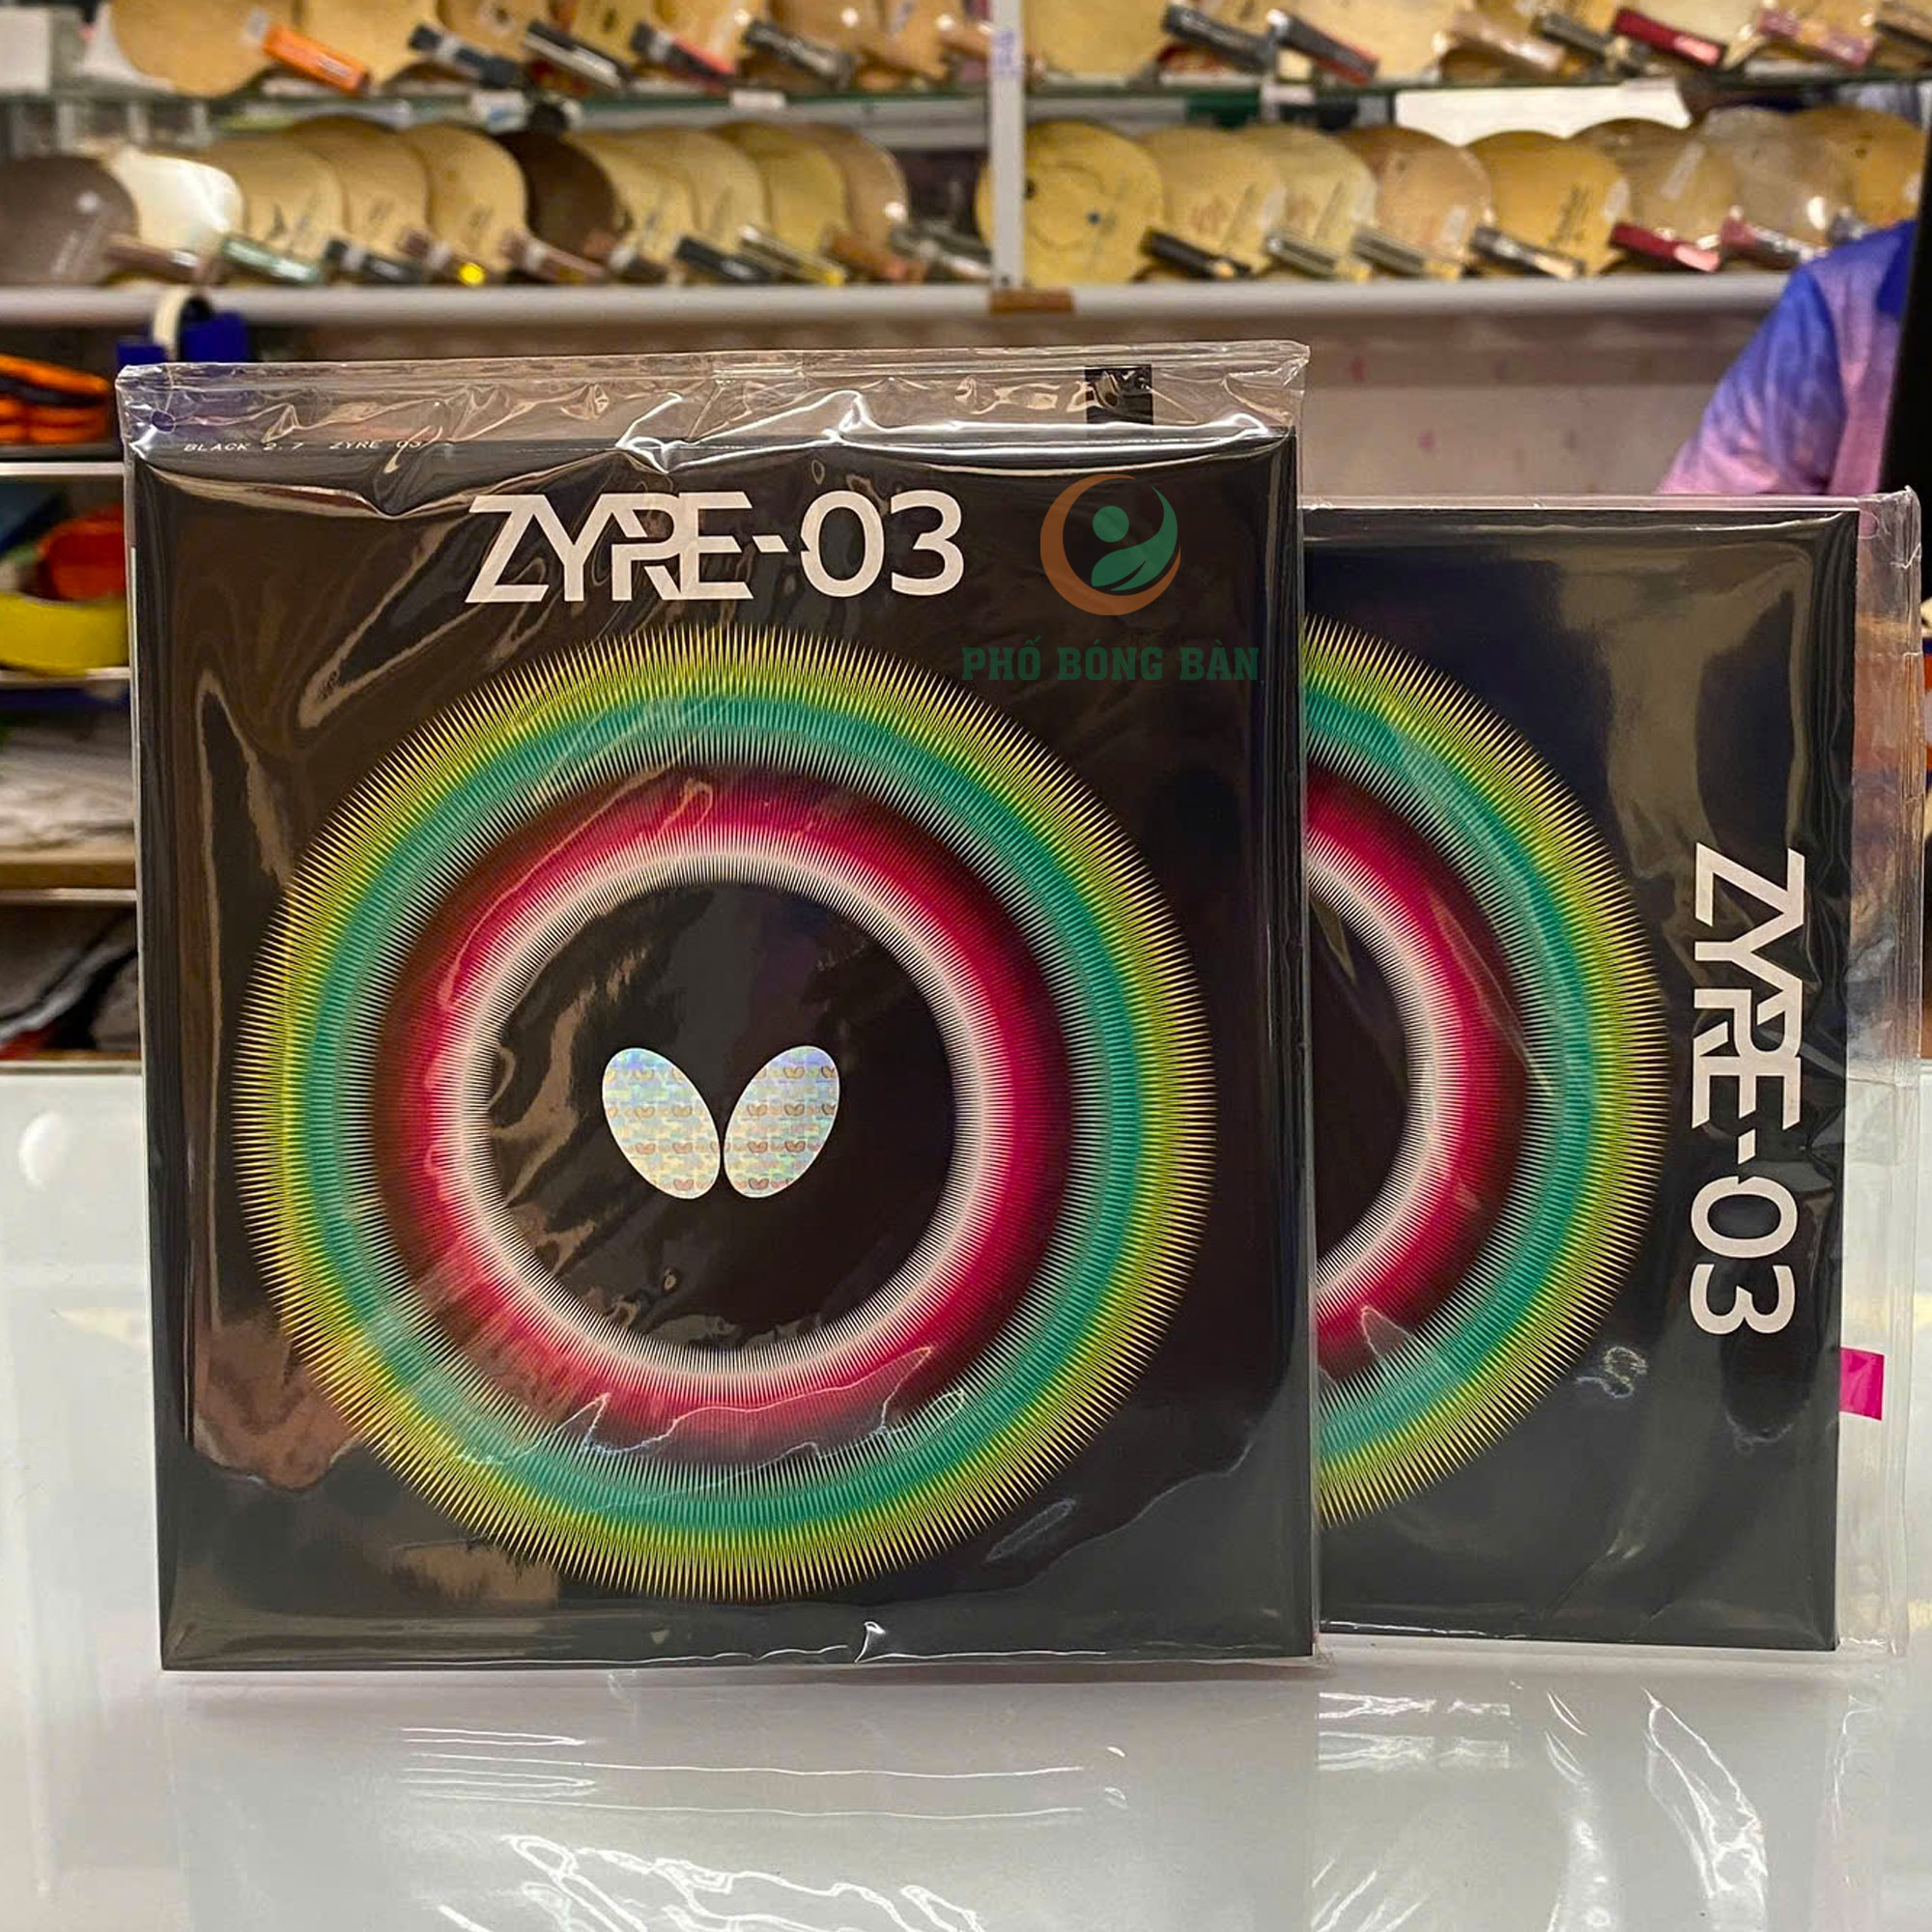 BLACK 2.7 ZYRE 03
ZYRE-03
PHỐ BÓNG BÀN
ZYRE-03